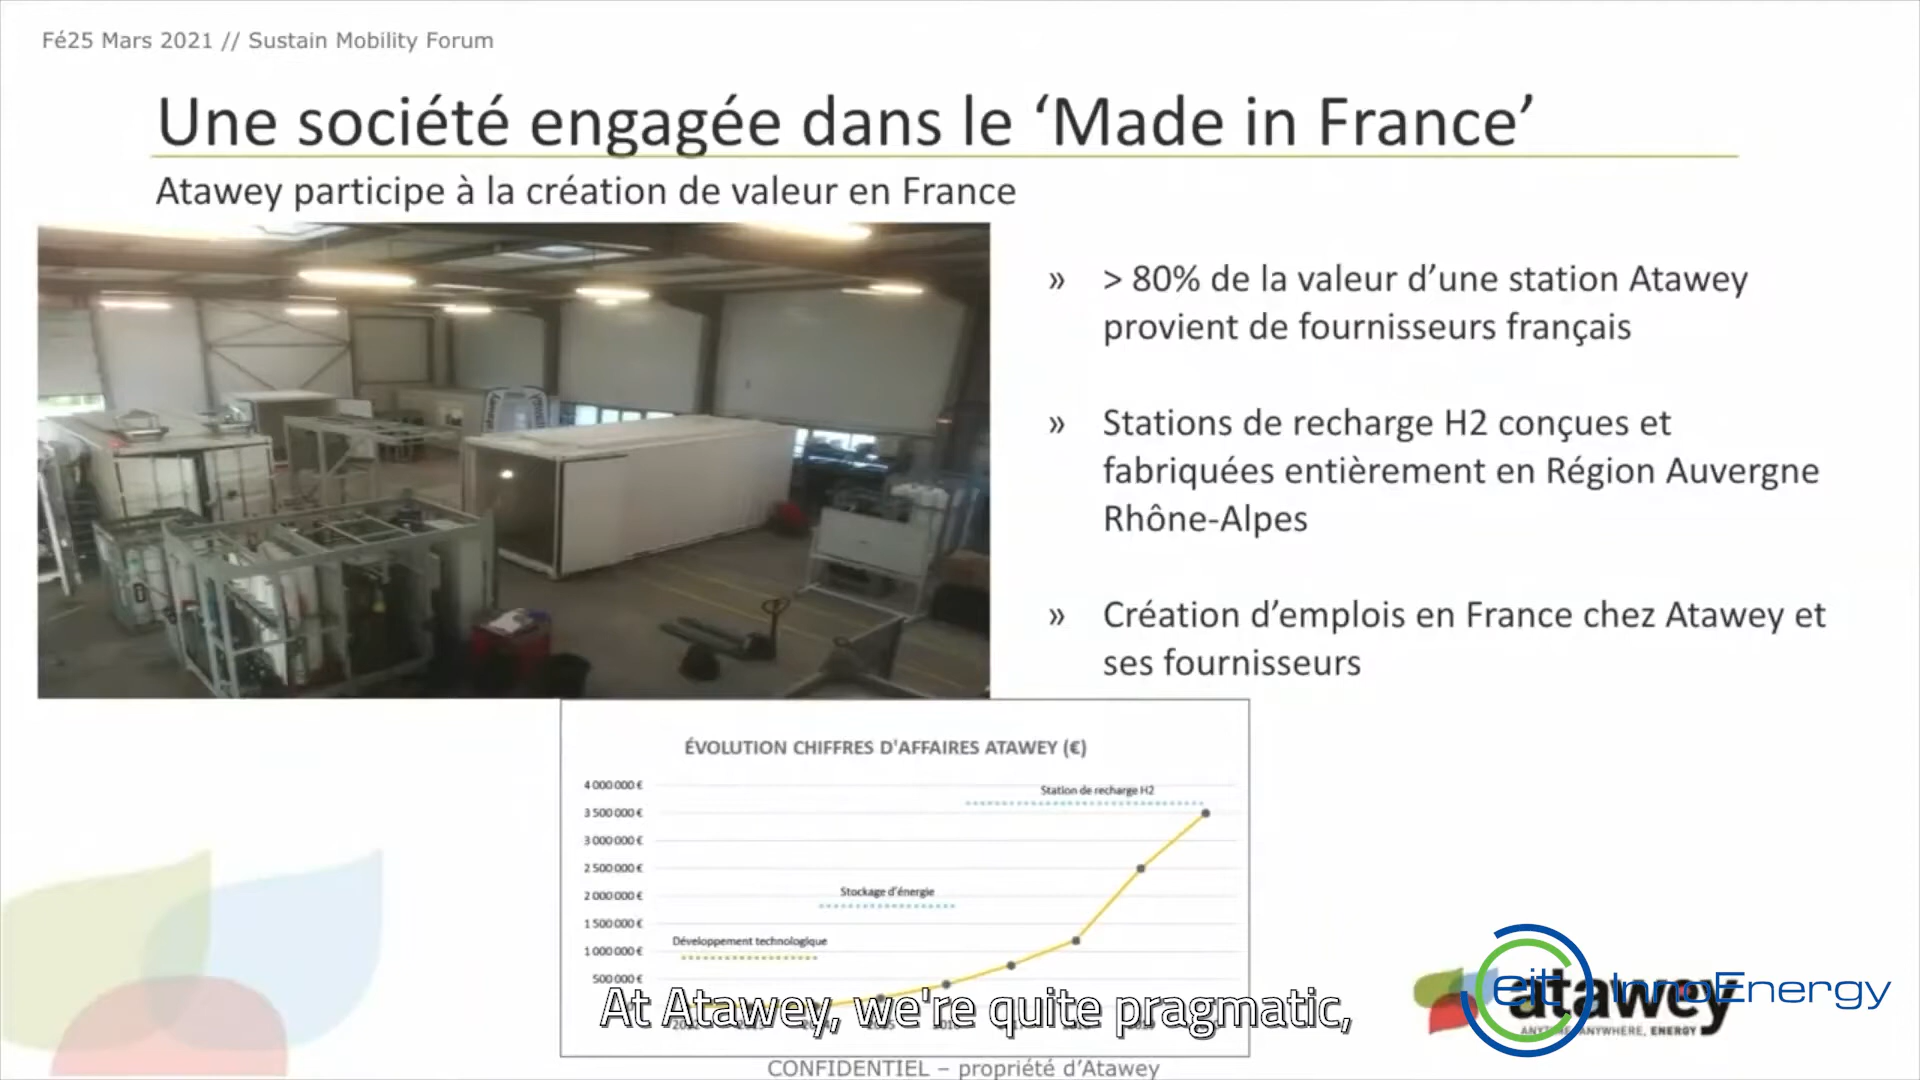 Fé25 Mars 2021 // Sustain Mobility Forum
Une société engagée dans le ‘Made in France’
Atawey participe à la création de valeur en France
» > 80% de la valeur d’une station Atawey
provient de fournisseurs français
» Stations de recharge H2 conçues et
fabriquées entièrement en Région Auvergne
Rhône-Alpes
» Création d’emplois en France chez Atawey et
ses fournisseurs
ÉVOLUTION CHIFFRES D'AFFAIRES ATAWEY (€)
4 000 000 €
3 500 000 €
3 000 000 €
2 500 000 €
2 000 000 €
1 500 000 €
1 000 000 €
500 000 €
Station de recharge H2
Stockage d'énergie
Développement technologique
At Atawey, we're quite pragmatic,
eit InnoEnergy
atawey
ANYWHERE, ENERGY
CONFIDENTIEL – propriété d’Atawey